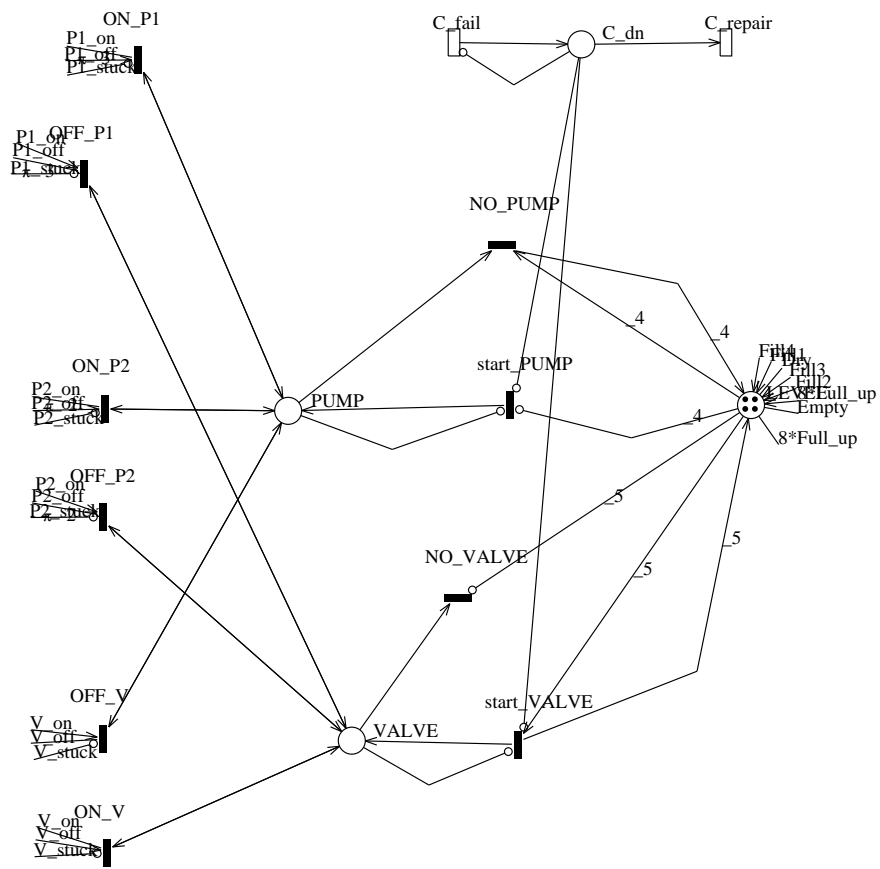 ON_P1
C_fail
C_dn
C_repair
P1_on
P1_off
P1_stuck
OFF_P1
P1_on
P1_off
P1_stuck
NO_PUMP
_4
_4
start_PUMP
ON_P2
P2_on
P2_off
P2_stuck
PUMP
_4
Fill4
Fill1
Dry
Fill3
Fill2
LEVEL
8*Full_up
Empty
8*Full_up
OFF_P2
P2_on
P2_off
P2_stuck
_5
_5
_5
NO_VALVE
OFF_V
V_on
V_off
V_stuck
start_VALVE
VALVE
ON_V
V_on
V_off
V_stuck